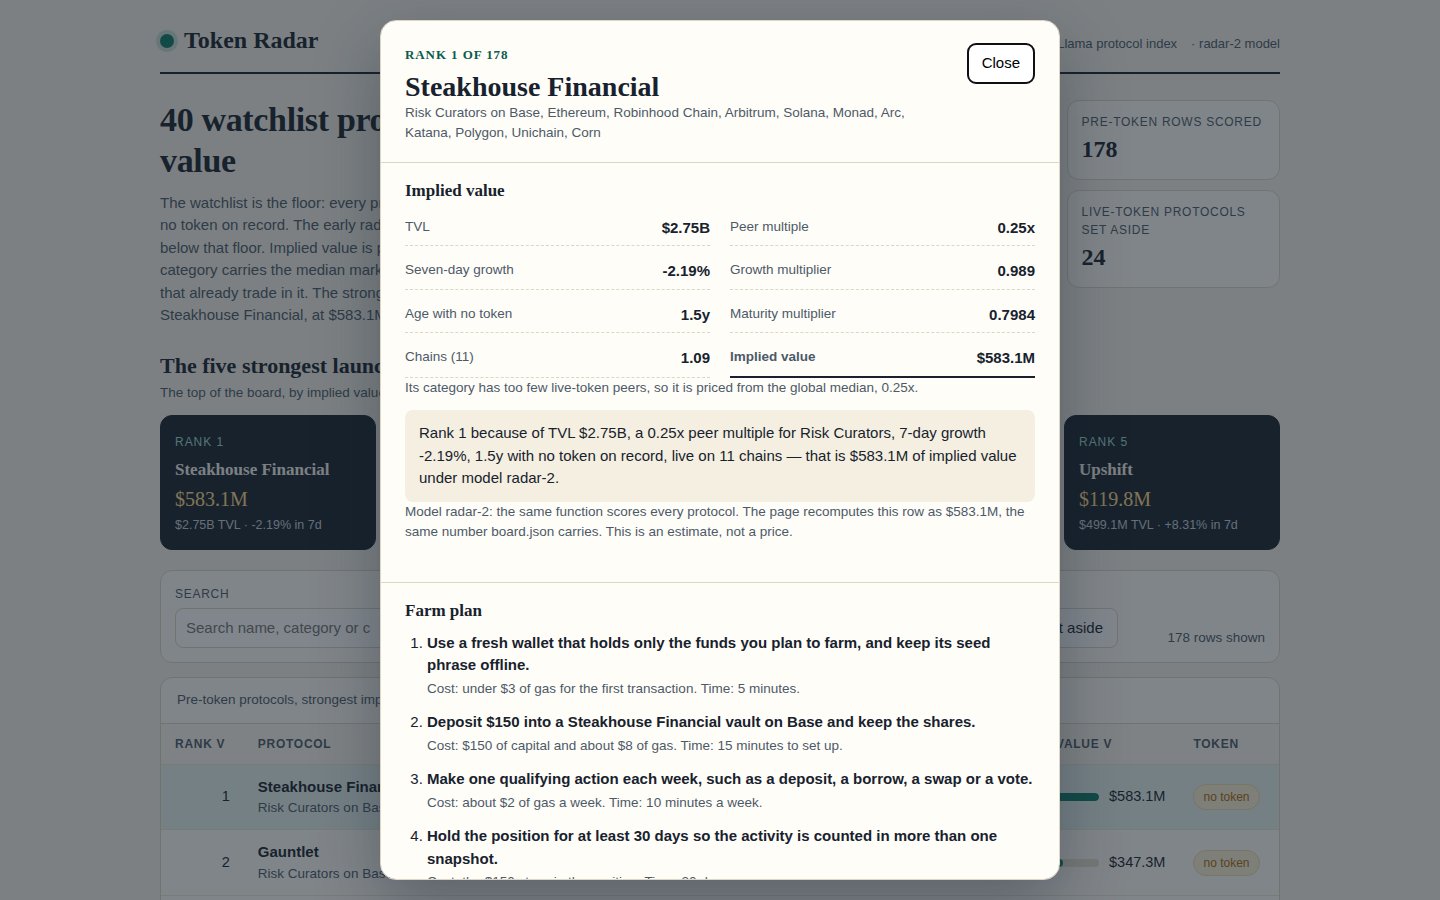 Token Radar
Llama protocol index · radar-2 model
40 watchlist pro
value
The watchlist is the floor: every p
no token on record. The early rad
below that floor. Implied value is p
category carries the median mark
that already trade in it. The strong
Steakhouse Financial, at $583.1M
PRE-TOKEN ROWS SCORED
178
LIVE-TOKEN PROTOCOLS
SET ASIDE
24
The five strongest launc
The top of the board, by implied value
RANK 1
Steakhouse Financial
$583.1M
$2.75B TVL · -2.19% in 7d
RANK 5
Upshift
$119.8M
$499.1M TVL · +8.31% in 7d
SEARCH
Search name, category or c
t aside
178 rows shown
Pre-token protocols, strongest imp
RANK V
PROTOCOL
VALUE V
TOKEN
1
Steakhouse Finan
Risk Curators on Bas
$583.1M
no token
2
Gauntlet
Risk Curators on Bas
$347.3M
no token
RANK 1 OF 178
Close
Steakhouse Financial
Risk Curators on Base, Ethereum, Robinhood Chain, Arbitrum, Solana, Monad, Arc,
Katana, Polygon, Unichain, Corn
Implied value
TVL $2.75B
Peer multiple 0.25x
Seven-day growth -2.19%
Growth multiplier 0.989
Age with no token 1.5y
Maturity multiplier 0.7984
Chains (11) 1.09
Implied value $583.1M
Its category has too few live-token peers, so it is priced from the global median, 0.25x.
Rank 1 because of TVL $2.75B, a 0.25x peer multiple for Risk Curators, 7-day growth
-2.19%, 1.5y with no token on record, live on 11 chains — that is $583.1M of implied value
under model radar-2.
Model radar-2: the same function scores every protocol. The page recomputes this row as $583.1M, the
same number board.json carries. This is an estimate, not a price.
Farm plan
1. Use a fresh wallet that holds only the funds you plan to farm, and keep its seed
phrase offline.
Cost: under $3 of gas for the first transaction. Time: 5 minutes.
2. Deposit $150 into a Steakhouse Financial vault on Base and keep the shares.
Cost: $150 of capital and about $8 of gas. Time: 15 minutes to set up.
3. Make one qualifying action each week, such as a deposit, a borrow, a swap or a vote.
Cost: about $2 of gas a week. Time: 10 minutes a week.
4. Hold the position for at least 30 days so the activity is counted in more than one
snapshot.